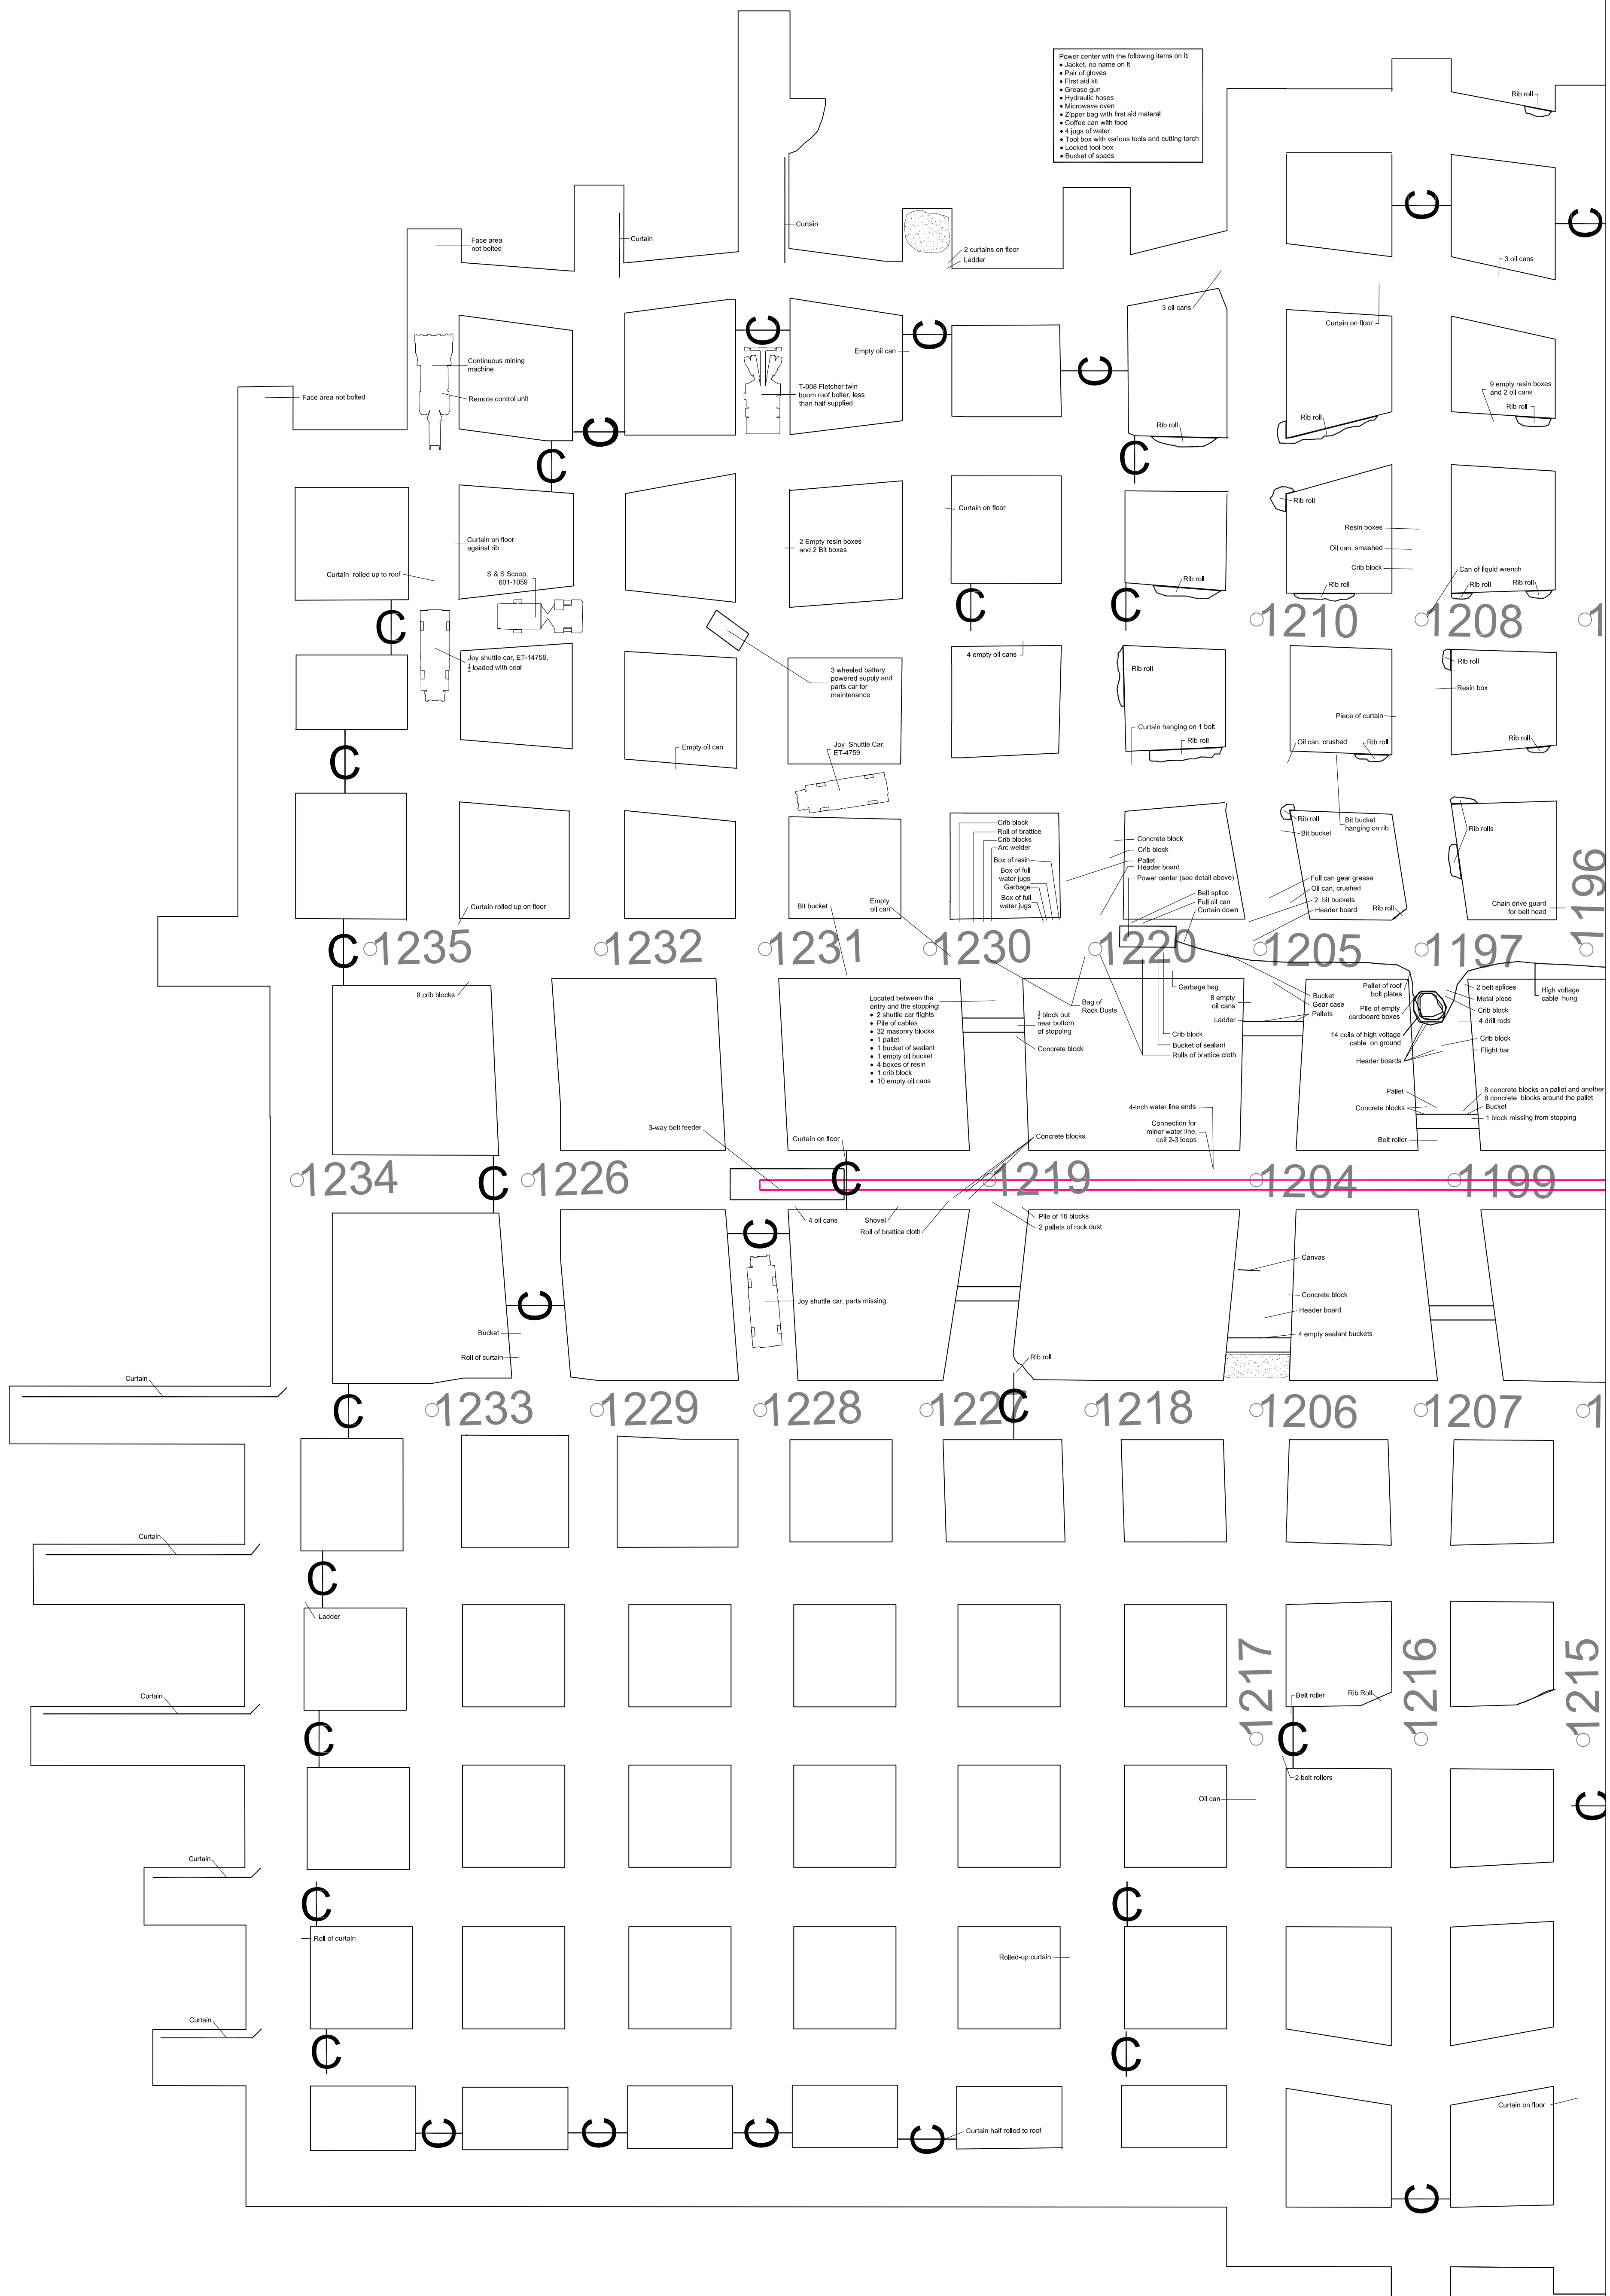 Power center with the following items on it:
• Jacket, no name on it
• Pair of gloves
• First aid kit
• Grease gun
• Hydraulic hoses
• Microwave oven
• Zipper bag with first aid materal
• Coffee can with food
• 4 jugs of water
• Tool box with various tools and cutting torch
• Locked tool box
• Bucket of spads
Rib roll
C
C
Curtain
Face area
not bolted
Curtain
2 curtains on floor
Ladder
3 oil cans
3 oil cans
Curtain on floor
C
C
Empty oil can
C
Continuous mining
machine
Remote control unit
Face area not bolted
T-008 Fletcher twin
boom roof bolter, less
than half supplied
9 empty resin boxes
and 2 oil cans
Rib roll
Rib roll
Rib roll
C
C
C
Rib roll
Curtain on floor
Resin boxes
Oil can, smashed
Crib block
Can of liquid wrench
Curtain on floor
against rib
2 Empty resin boxes
and 2 Bit boxes
Curtain rolled up to roof
S & S Scoop,
601-1059
Rib roll
Rib roll
Rib roll
Rib roll
C
C
C
1210
1208
1
Joy shuttle car, ET-14758,
½ loaded with coal
3 wheeled battery
powered supply and
parts car for
maintenance
4 empty oil cans
Rib roll
Rib roll
Resin box
Piece of curtain
Curtain hanging on 1 bolt
Rib roll
Oil can, crushed
Rib roll
Rib roll
C
Empty oil can
Joy Shuttle Car,
ET-4759
Crib block
Roll of brattice
Crib blocks
Arc welder
Box of resin
Box of full
water jugs
Garbage
Box of full
water jugs
Concrete block
Crib block
Pallet
Header board
Power center (see detail above)
Belt splice
Full oil can
Curtain down
Rib roll
Bit bucket
Bit bucket
hanging on rib
Full can gear grease
Oil can, crushed
2 bit buckets
Header board
Rib roll
Rib rolls
Chain drive guard
for belt head
1196
Curtain rolled up on floor
Bit bucket
Empty
oil can
C
1235
1232
1231
1230
1220
1205
1197
8 crib blocks
Located between the
entry and the stopping:
• 2 shuttle car flights
• Pile of cables
• 32 masonry blocks
• 1 pallet
• 1 bucket of sealant
• 1 empty oil bucket
• 4 boxes of resin
• 1 crib block
• 10 empty oil cans
½ block out
near bottom
of stopping
Concrete block
Bag of
Rock Dusts
Garbage bag
8 empty
oil cans
Ladder
Crib block
Bucket of sealant
Rolls of brattice cloth
Bucket
Gear case
Pallets
Pallet of roof
bolt plates
Pile of empty
cardboard boxes
14 coils of high voltage
cable on ground
Header boards
2 belt splices
Metal piece
Crib block
4 drill rods
Crib block
Flight bar
High voltage
cable hung
Pallet
Concrete blocks
8 concrete blocks on pallet and another
8 concrete blocks around the pallet
Bucket
1 block missing from stopping
Belt roller
3-way belt feeder
Curtain on floor
4-inch water line ends
Connection for
miner water line,
coil 2-3 loops
Concrete blocks
1234
C
1226
C
1219
1204
1199
4 oil cans
Shovel
Roll of brattice cloth
Pile of 16 blocks
2 pallets of rock dust
C
Canvas
Concrete block
Header board
4 empty sealant buckets
Joy shuttle car, parts missing
C
Bucket
Roll of curtain
Rib roll
Curtain
C
1233
1229
1228
1227
C
1218
1206
1207
1
Curtain
C
Ladder
1217
1216
1215
Curtain
Belt roller
Rib Roll
C
C
2 belt rollers
Oil can
C
Curtain
C
C
Roll of curtain
Rolled-up curtain
Curtain
C
C
Curtain on floor
C
C
C
C
Curtain half rolled to roof
C